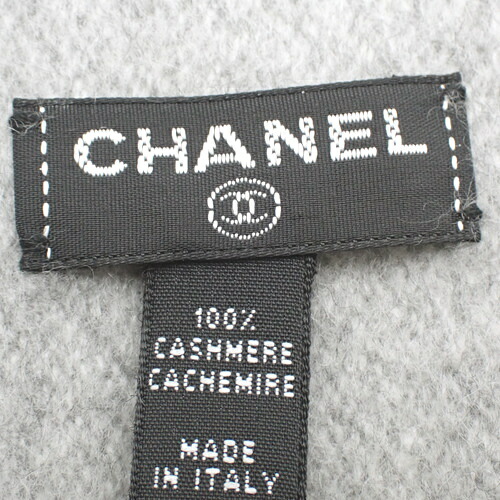 CHANEL
100%
CASHMERE
CACHEMIRE
MADE
IN ITALY